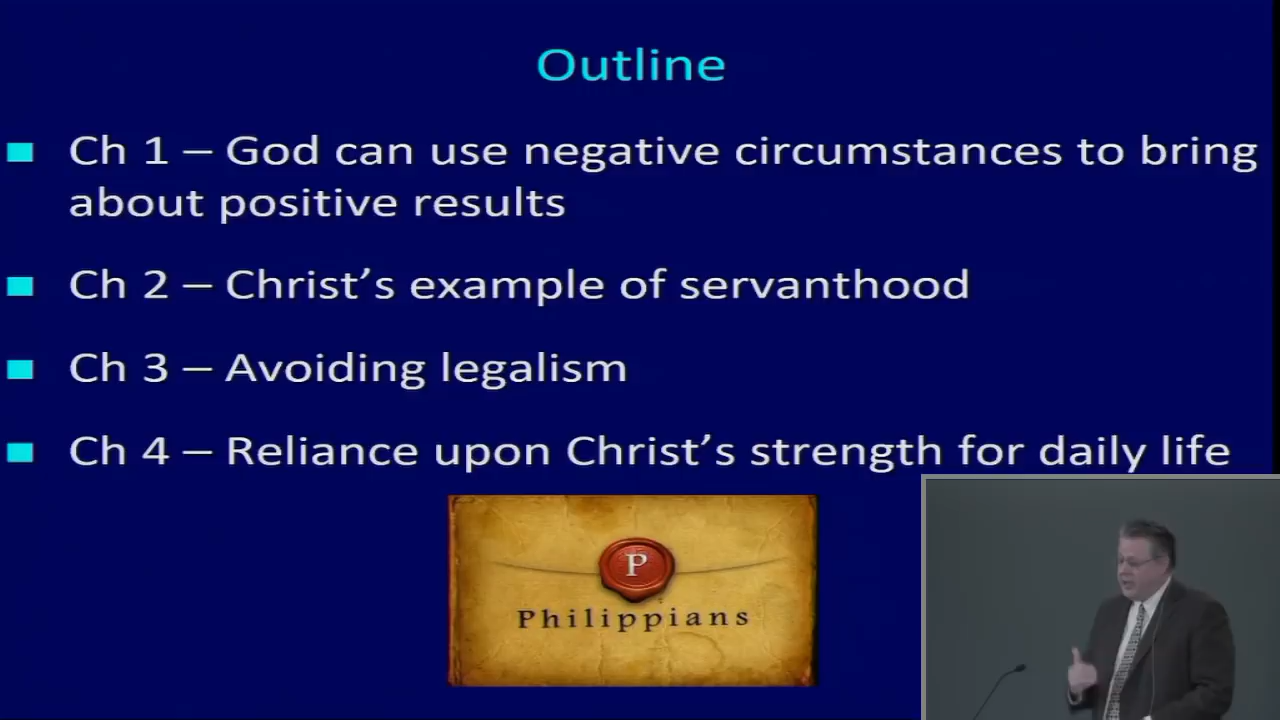 Outline
Ch 1 – God can use negative circumstances to bring
about positive results
Ch 2 – Christ’s example of servanthood
Ch 3 – Avoiding legalism
Ch 4 – Reliance upon Christ’s strength for daily life
P
Philippians